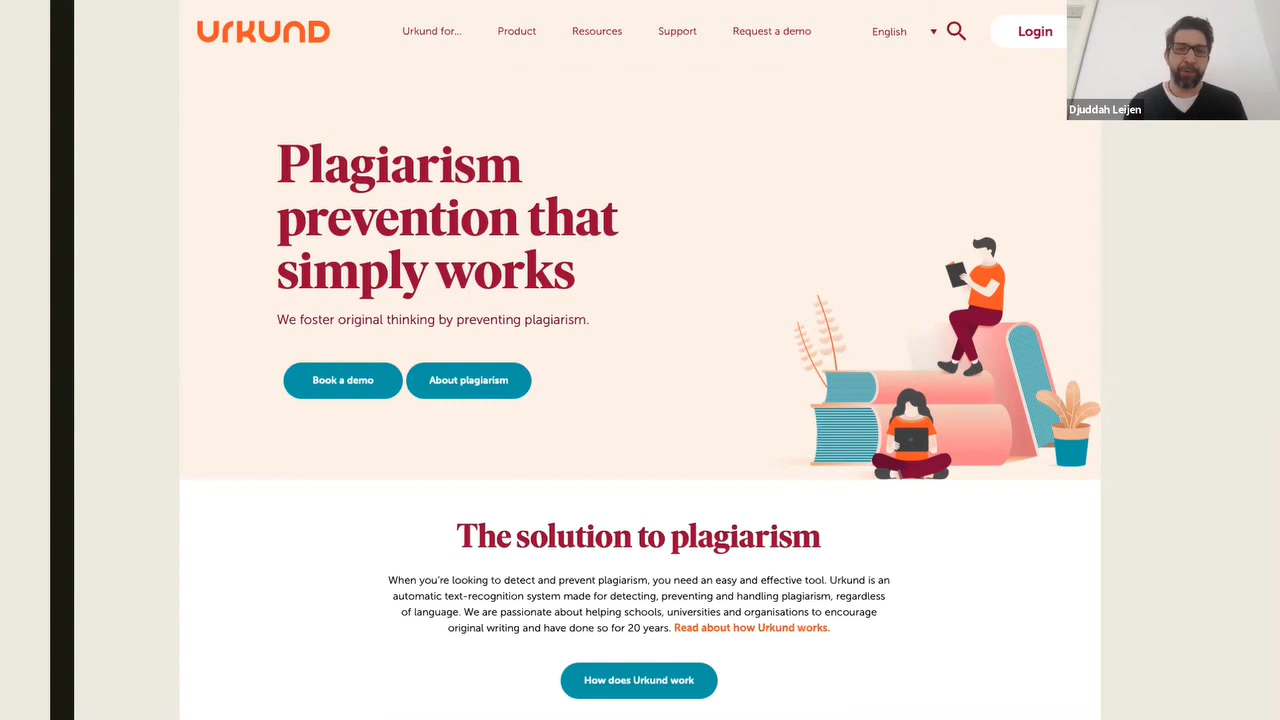 URKUND
Urkund for...
Product
Resources
Support
Request a demo
English
Login
Djuddah Leijen
Plagiarism
prevention that
simply works
We foster original thinking by preventing plagiarism.
Book a demo
About plagiarism
The solution to plagiarism
When you're looking to detect and prevent plagiarism, you need an easy and effective tool. Urkund is an
automatic text-recognition system made for detecting, preventing and handling plagiarism, regardless
of language. We are passionate about helping schools, universities and organisations to encourage
original writing and have done so for 20 years. Read about how Urkund works.
How does Urkund work